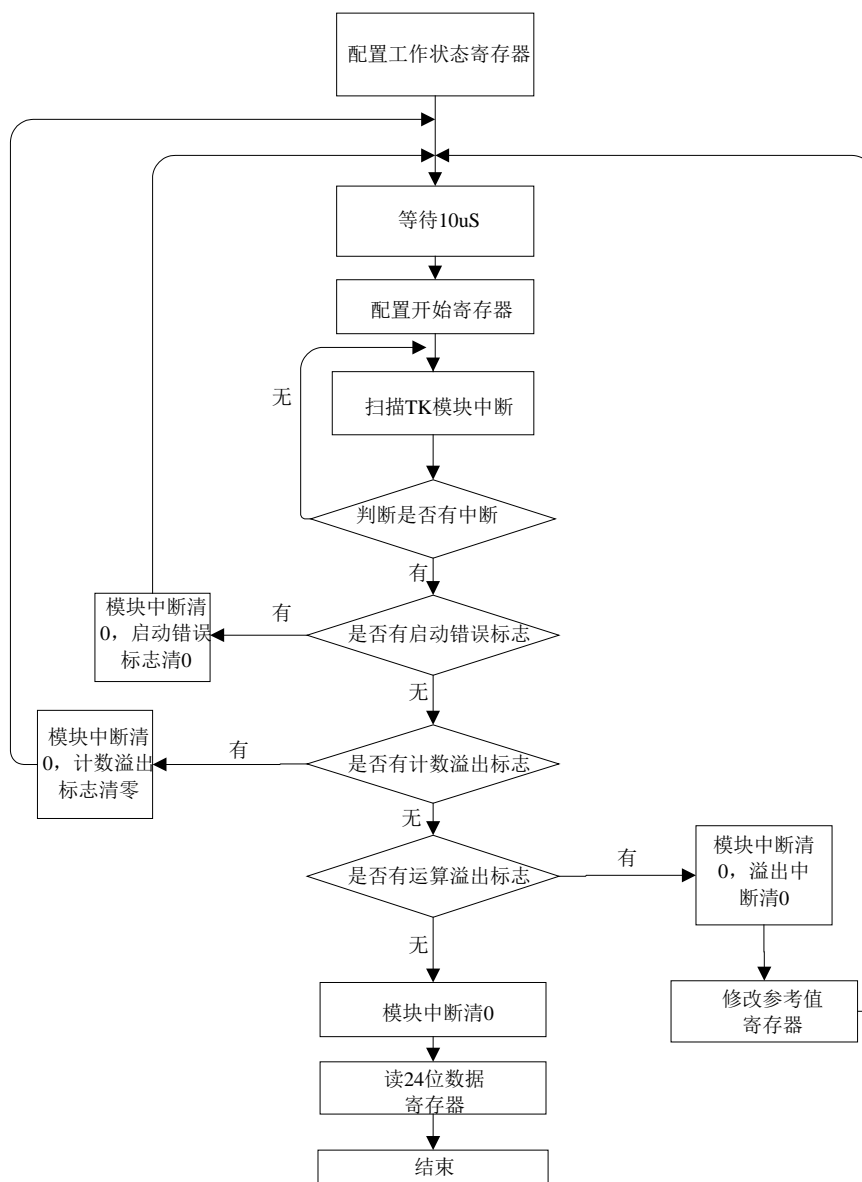 配置工作状态寄存器
等待10uS
配置开始寄存器
无
扫描TK模块中断
判断是否有中断
有
模块中断清
0，启动错误
标志清0
有
是否有启动错误标志
无
模块中断清
0，计数溢出
标志清零
有
是否有计数溢出标志
无
是否有运算溢出标志
有
模块中断清
0，溢出中
断清0
无
模块中断清0
修改参考值
寄存器
读24位数据
寄存器
结束